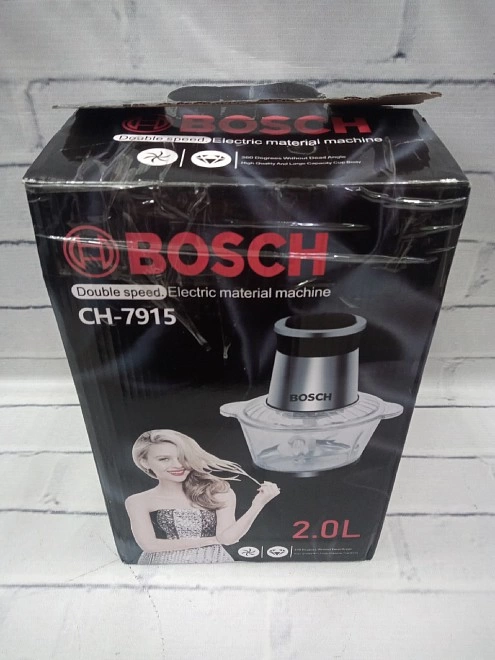 BOSCH
Double speed. Electric material machine
360 Degrees Without Dead Angle
High Quality And Large Capacity Cup Body
BOSCH
Double speed. Electric material machine
CH-7915
BOSCH
2.0L